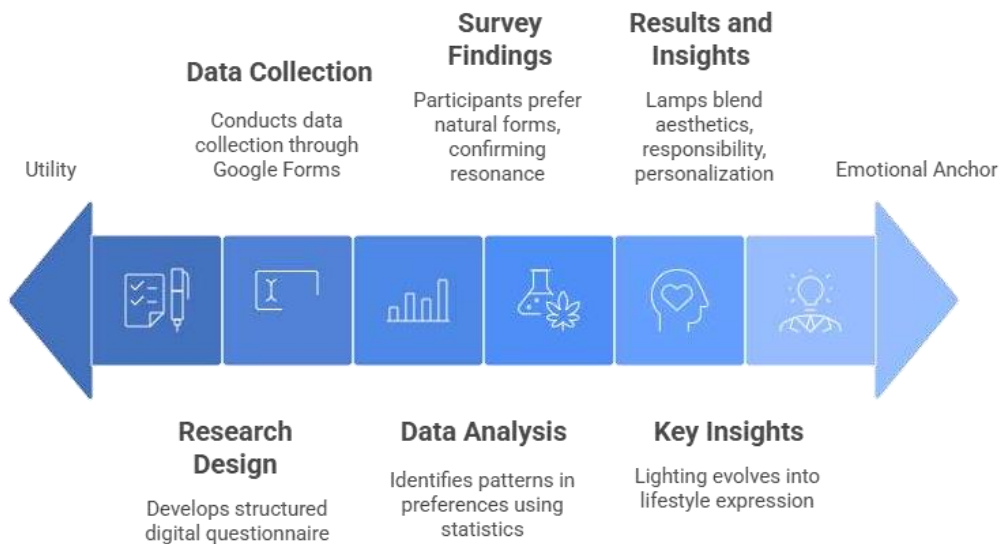 Survey
Findings
Results and
Insights
Data Collection
Participants prefer
natural forms,
confirming
resonance
Lamps blend
aesthetics,
responsibility,
personalization
Conducts data
collection through
Google Forms
Utility
Emotional Anchor
Research
Design
Data Analysis
Key Insights
Develops structured
digital questionnaire
Identifies patterns in
preferences using
statistics
Lighting evolves into
lifestyle expression